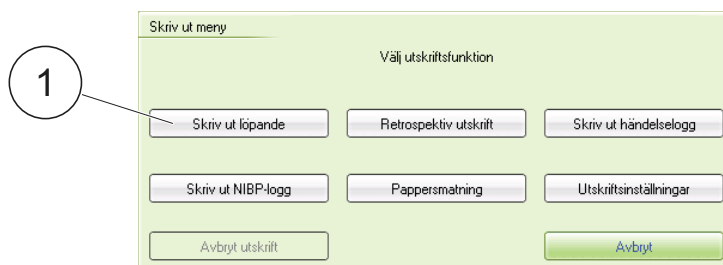 Skriv ut meny
Välj utskriftsfunktion
1
Skriv ut löpande
Retrospektiv utskrift
Skriv ut händelselogg
Skriv ut NIBP-logg
Pappersmatning
Utskriftsinställningar
Avbryt utskrift
Avbryt